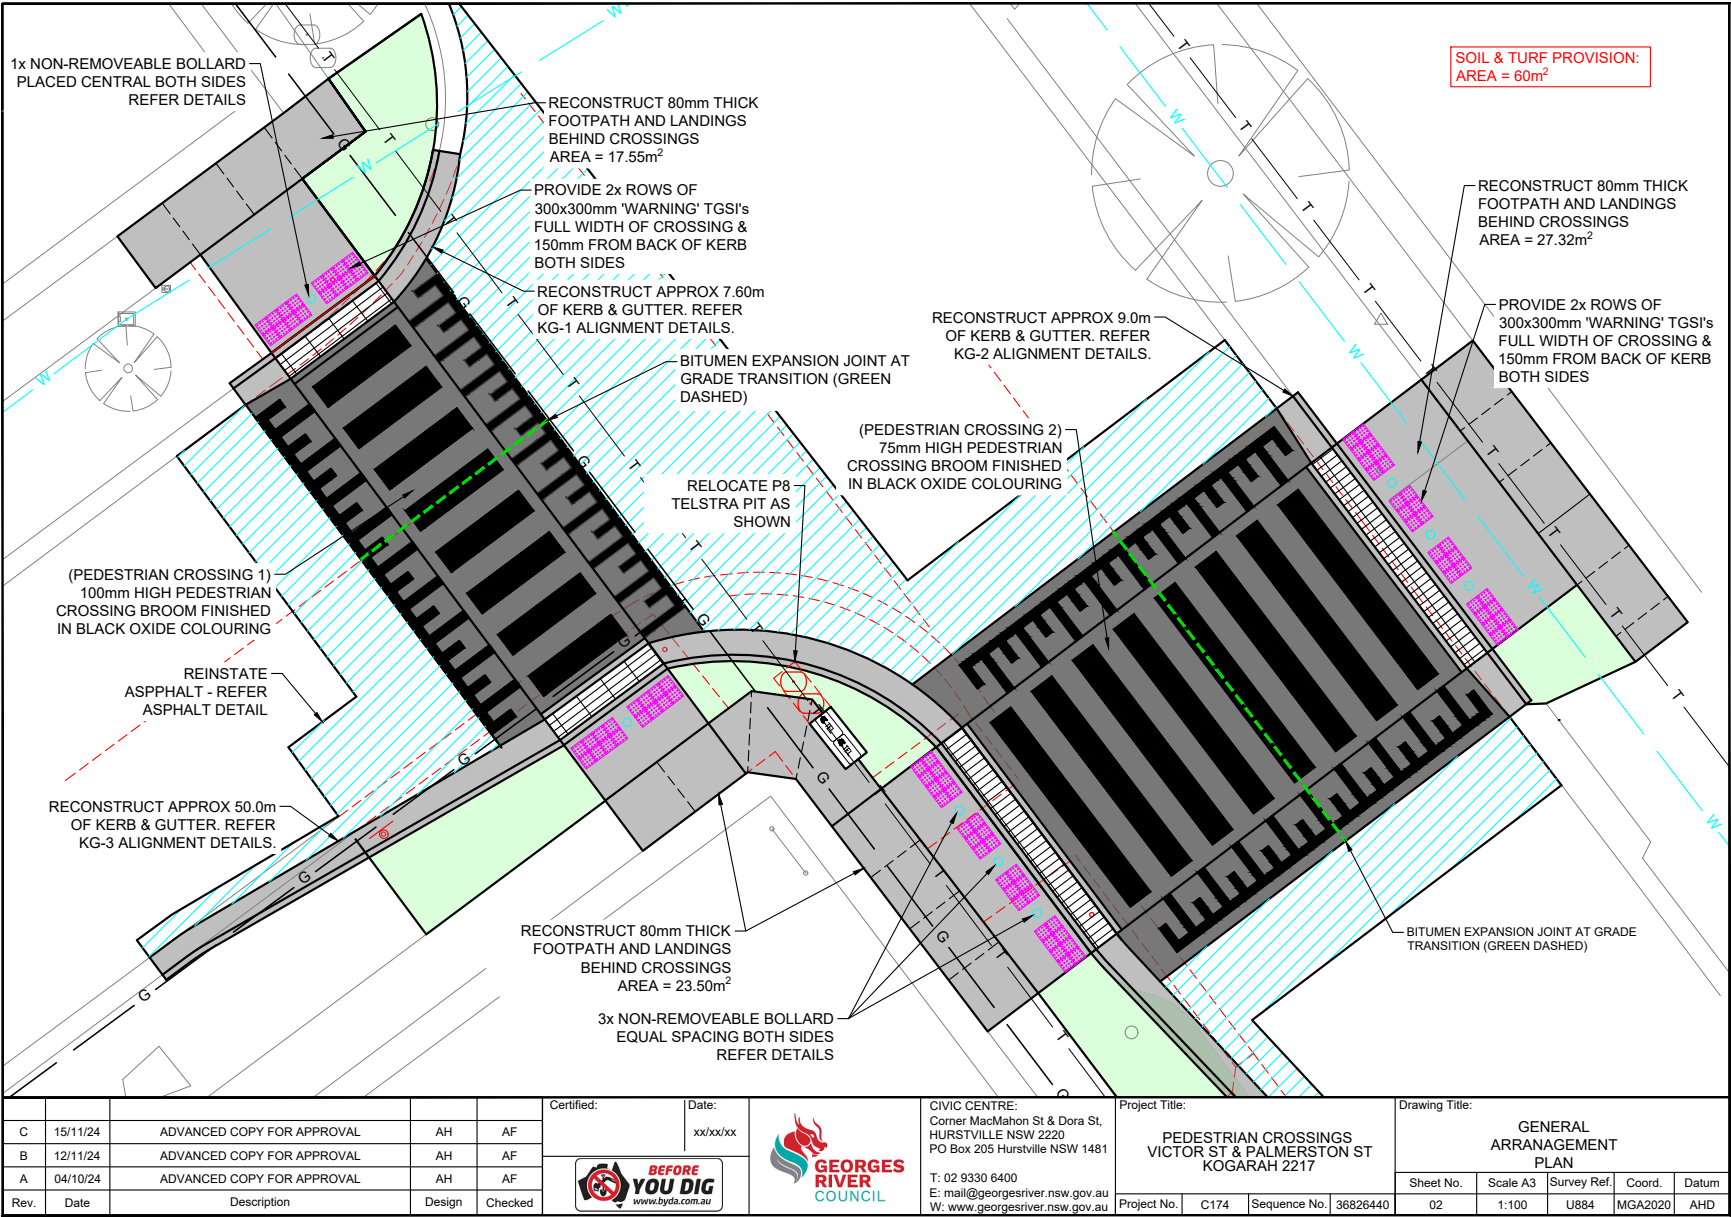 1x NON-REMOVEABLE BOLLARD
PLACED CENTRAL BOTH SIDES
REFER DETAILS
RECONSTRUCT 80mm THICK
FOOTPATH AND LANDINGS
BEHIND CROSSINGS
AREA = 17.55m²
PROVIDE 2x ROWS OF
300x300mm 'WARNING' TGSI's
FULL WIDTH OF CROSSING &
150mm FROM BACK OF KERB
BOTH SIDES
RECONSTRUCT APPROX 7.60m
OF KERB & GUTTER. REFER
KG-1 ALIGNMENT DETAILS.
BITUMEN EXPANSION JOINT AT
GRADE TRANSITION (GREEN
DASHED)
SOIL & TURF PROVISION:
AREA = 60m²
RECONSTRUCT 80mm THICK
FOOTPATH AND LANDINGS
BEHIND CROSSINGS
AREA = 27.32m²
PROVIDE 2x ROWS OF
300x300mm 'WARNING' TGSI's
FULL WIDTH OF CROSSING &
150mm FROM BACK OF KERB
BOTH SIDES
RECONSTRUCT APPROX 9.0m
OF KERB & GUTTER. REFER
KG-2 ALIGNMENT DETAILS.
(PEDESTRIAN CROSSING 2)
75mm HIGH PEDESTRIAN
CROSSING BROOM FINISHED
IN BLACK OXIDE COLOURING
RELOCATE P8
TELSTRA PIT AS
SHOWN
(PEDESTRIAN CROSSING 1)
100mm HIGH PEDESTRIAN
CROSSING BROOM FINISHED
IN BLACK OXIDE COLOURING
REINSTATE
ASPPHALT - REFER
ASPHALT DETAIL
RECONSTRUCT APPROX 50.0m
OF KERB & GUTTER. REFER
KG-3 ALIGNMENT DETAILS.
RECONSTRUCT 80mm THICK
FOOTPATH AND LANDINGS
BEHIND CROSSINGS
AREA = 23.50m²
3x NON-REMOVEABLE BOLLARD
EQUAL SPACING BOTH SIDES
REFER DETAILS
BITUMEN EXPANSION JOINT AT GRADE
TRANSITION (GREEN DASHED)
C 15/11/24 ADVANCED COPY FOR APPROVAL AH AF
B 12/11/24 ADVANCED COPY FOR APPROVAL AH AF
A 04/10/24 ADVANCED COPY FOR APPROVAL AH AF
Rev. Date Description Design Checked
Certified: Date:
xx/xx/xx
BEFORE
YOU DIG
www.byda.com.au
GEORGES
RIVER
COUNCIL
CIVIC CENTRE:
Corner MacMahon St & Dora St,
HURSTVILLE NSW 2220
PO Box 205 Hurstville NSW 1481
T: 02 9330 6400
E: mail@georgesriver.nsw.gov.au
W: www.georgesriver.nsw.gov.au
Project Title:
PEDESTRIAN CROSSINGS
VICTOR ST & PALMERSTON ST
KOGARAH 2217
Project No. C174 Sequence No. 36826440
Drawing Title:
GENERAL
ARRANAGEMENT
PLAN
Sheet No. Scale A3 Survey Ref. Coord. Datum
02 1:100 U884 MGA2020 AHD